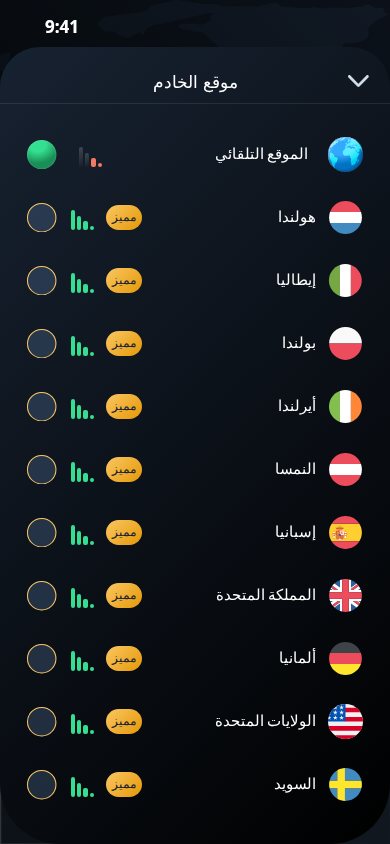 9:41
موقع الخادم
الموقع التلقائي
هولندا مميز
إيطاليا مميز
بولندا مميز
أيرلندا مميز
النمسا مميز
إسبانيا مميز
المملكة المتحدة مميز
ألمانيا مميز
الولايات المتحدة مميز
السويد مميز